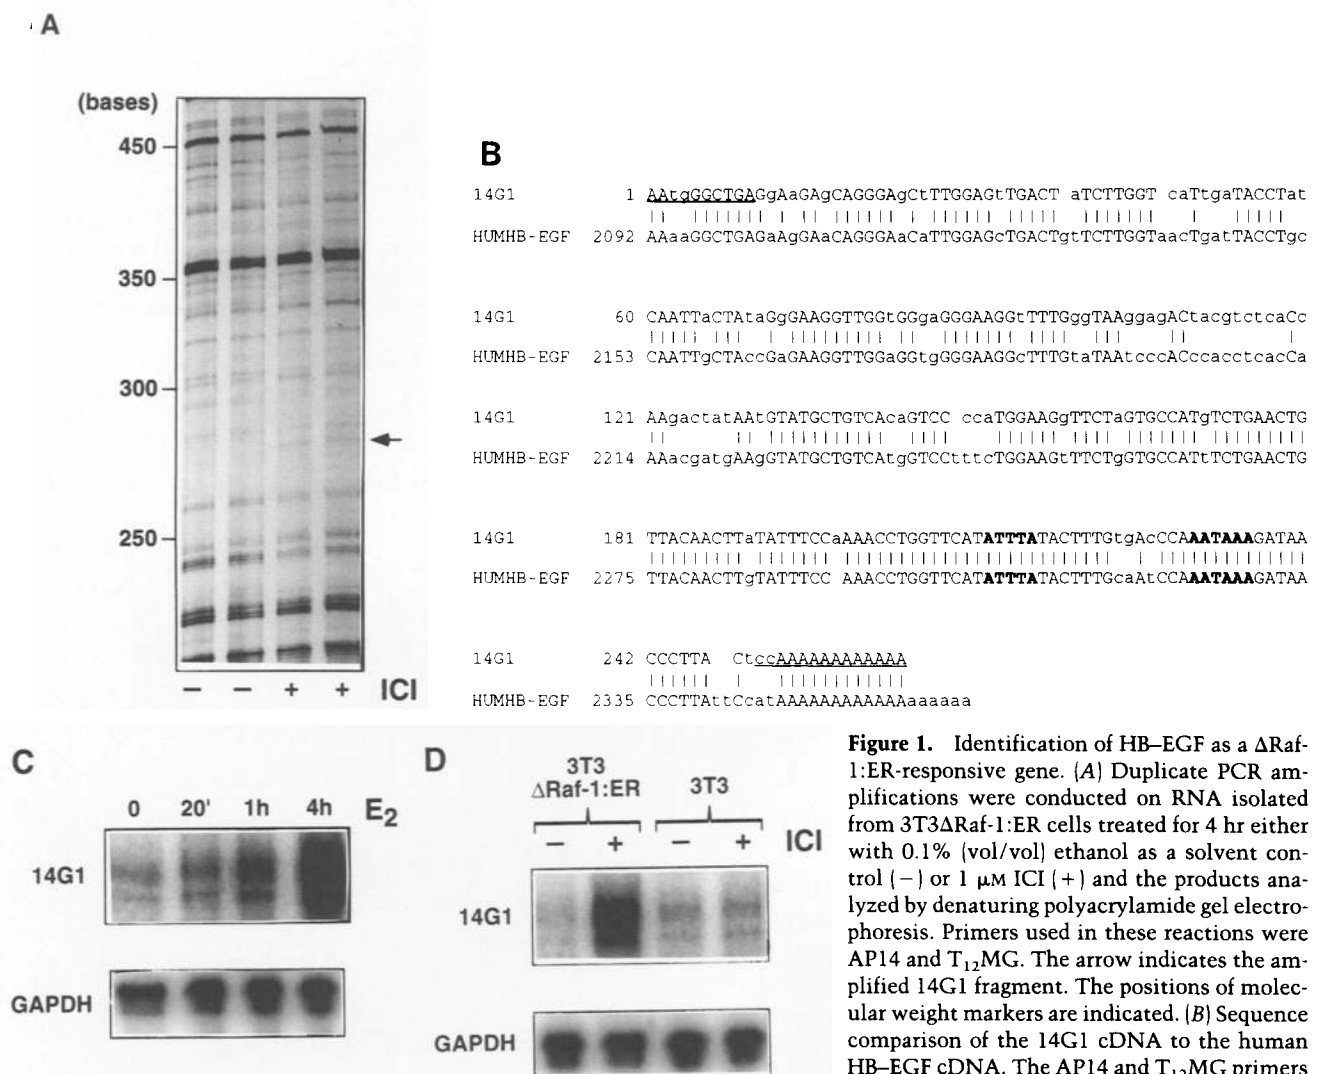 A
(bases)
450
350
300
250
− − + + ICI
B
14G1 1 AAtgGGCTGAGgAaGAgCAGGGAgCtTTGGAGtTGACT aTCTTGGT caTtgaTACCTat
HUMHB-EGF 2092 AAaaGGCTGAGaAgGAaCAGGGAaCaTTGGAGcTGACTgtTCTTGGTaacTgatTACCTgc
14G1 60 CAATTaCTAtaGgGAAGGTTGGtGGgaGGGAAGGtTTTGggTAAggagACtacgtctcaCc
HUMHB-EGF 2153 CAATTgCTAccGaGAAGGTTGGaGGtgGGGAAGGcTTTGtaTAAtcccACccacctcacCa
14G1 121 AAgactatAAtGTATGCTGTCAcaGTCC ccaTGGAAGgTTCTaGTGCCATgTCTGAACTG
HUMHB-EGF 2214 AAacgatgAAgGTATGCTGTCAtgGTCCtttcTGGAAGtTTCTgGTGCCATtTCTGAACTG
14G1 181 TTACAACTTaTATTTCCaAAACCTGGTTCATATTTATACTTTGtgAcCCAAATAAAGATAA
HUMHB-EGF 2275 TTACAACTTgTATTTCC AAACCTGGTTCATATTTATACTTTGcaAtCCAAATAAAGATAA
14G1 242 CCCTTA CtccAAAAAAAAAAAA
HUMHB-EGF 2335 CCCTTAttCcatAAAAAAAAAAAAaaaaaa
C
0 20' 1h 4h E2
14G1
GAPDH
D
3T3
ΔRaf-1:ER
3T3
− + − + ICI
14G1
GAPDH
Figure 1. Identification of HB–EGF as a ΔRaf-
1:ER-responsive gene. (A) Duplicate PCR am-
plifications were conducted on RNA isolated
from 3T3ΔRaf-1:ER cells treated for 4 hr either
with 0.1% (vol/vol) ethanol as a solvent con-
trol (−) or 1 μM ICI (+) and the products ana-
lyzed by denaturing polyacrylamide gel electro-
phoresis. Primers used in these reactions were
AP14 and T12MG. The arrow indicates the am-
plified 14G1 fragment. The positions of molec-
ular weight markers are indicated. (B) Sequence
comparison of the 14G1 cDNA to the human
HB–EGF cDNA. The AP14 and T12MG primers